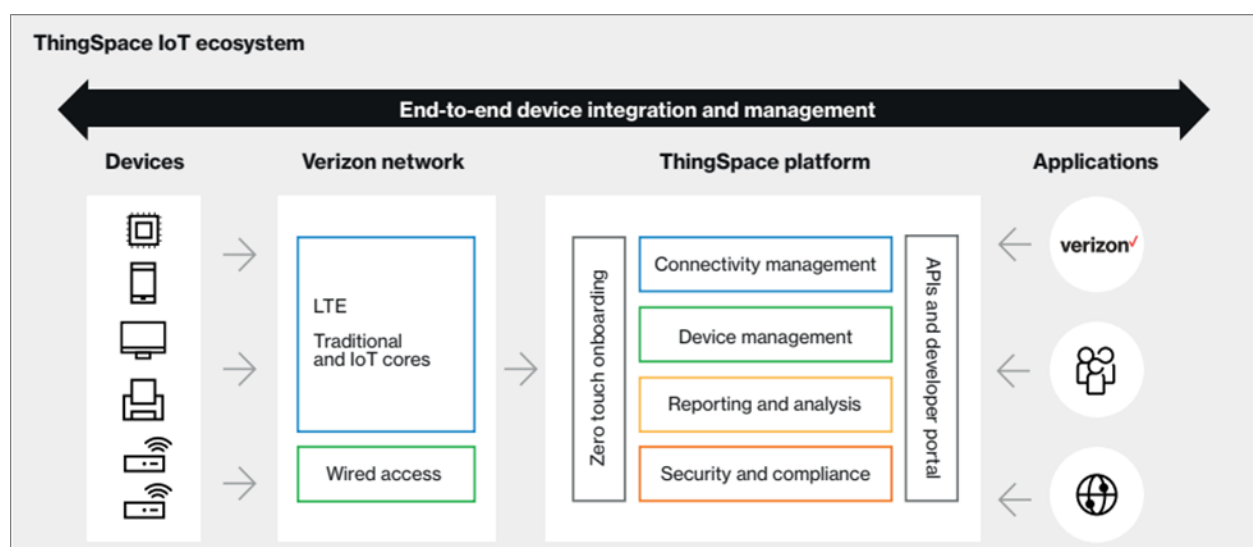 ThingSpace IoT ecosystem
End-to-end device integration and management
Devices
Verizon network
ThingSpace platform
Applications
LTE
Traditional
and IoT cores
Wired access
Zero touch onboarding
Connectivity management
Device management
Reporting and analysis
Security and compliance
APIs and developer portal
verizon✓